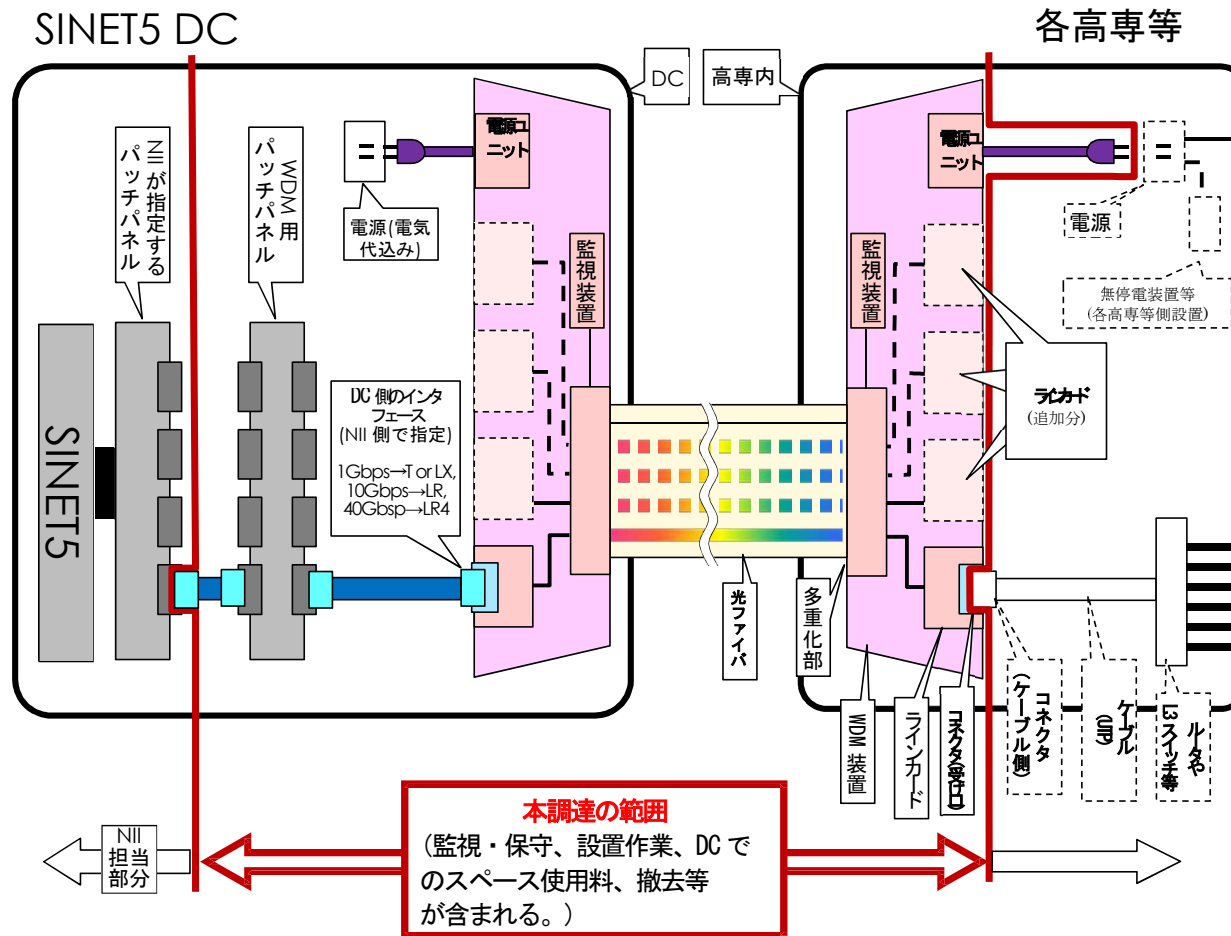 SINET5 DC
各高専等
DC
高専内
NIIが指定する
パッチパネル
WDM用
パッチパネル
電源ユ
ニット
電源(電気
代込み)
監視装置
DC 側のインタ
フェース
(NII 側で指定)
1Gbps→T or LX,
10Gbps→LR,
40Gbsp→LR4
SINET5
監視装置
電源ユ
ニット
電源
無停電装置等
(各高専等側設置)
ラインカード
(追加分)
光ファイバ
多重化部
WDM 装置
ラインカード
コネクタ(受け口)
コネクタ
(ケーブル側)
ケーブル
(UTP)
ルータや
L3スイッチ等
NII
担当
部分
本調達の範囲
(監視・保守、設置作業、DC で
のスペース使用料、撤去等
が含まれる。)